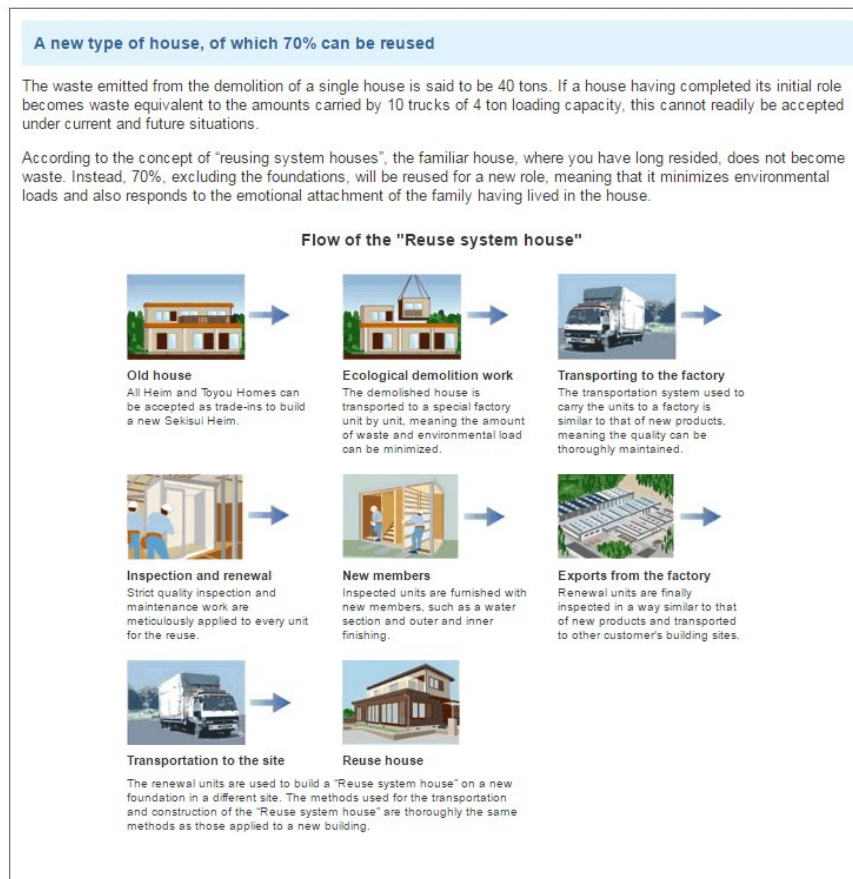 A new type of house, of which 70% can be reused
The waste emitted from the demolition of a single house is said to be 40 tons. If a house having completed its initial role
becomes waste equivalent to the amounts carried by 10 trucks of 4 ton loading capacity, this cannot readily be accepted
under current and future situations.
According to the concept of “reusing system houses”, the familiar house, where you have long resided, does not become
waste. Instead, 70%, excluding the foundations, will be reused for a new role, meaning that it minimizes environmental
loads and also responds to the emotional attachment of the family having lived in the house.
Flow of the "Reuse system house"
Old house
All Heim and Toyou Homes can
be accepted as trade-ins to build
a new Sekisui Heim.
Ecological demolition work
The demolished house is
transported to a special factory
unit by unit, meaning the amount
of waste and environmental load
can be minimized.
Transporting to the factory
The transportation system used to
carry the units to a factory is
similar to that of new products,
meaning the quality can be
thoroughly maintained.
Inspection and renewal
Strict quality inspection and
maintenance work are
meticulously applied to every unit
for the reuse.
New members
Inspected units are furnished with
new members, such as a water
section and outer and inner
finishing.
Exports from the factory
Renewal units are finally
inspected in a way similar to that
of new products and transported
to other customer's building sites.
Transportation to the site
Reuse house
The renewal units are used to build a "Reuse system house" on a new
foundation in a different site. The methods used for the transportation
and construction of the "Reuse system house" are thoroughly the same
methods as those applied to a new building.